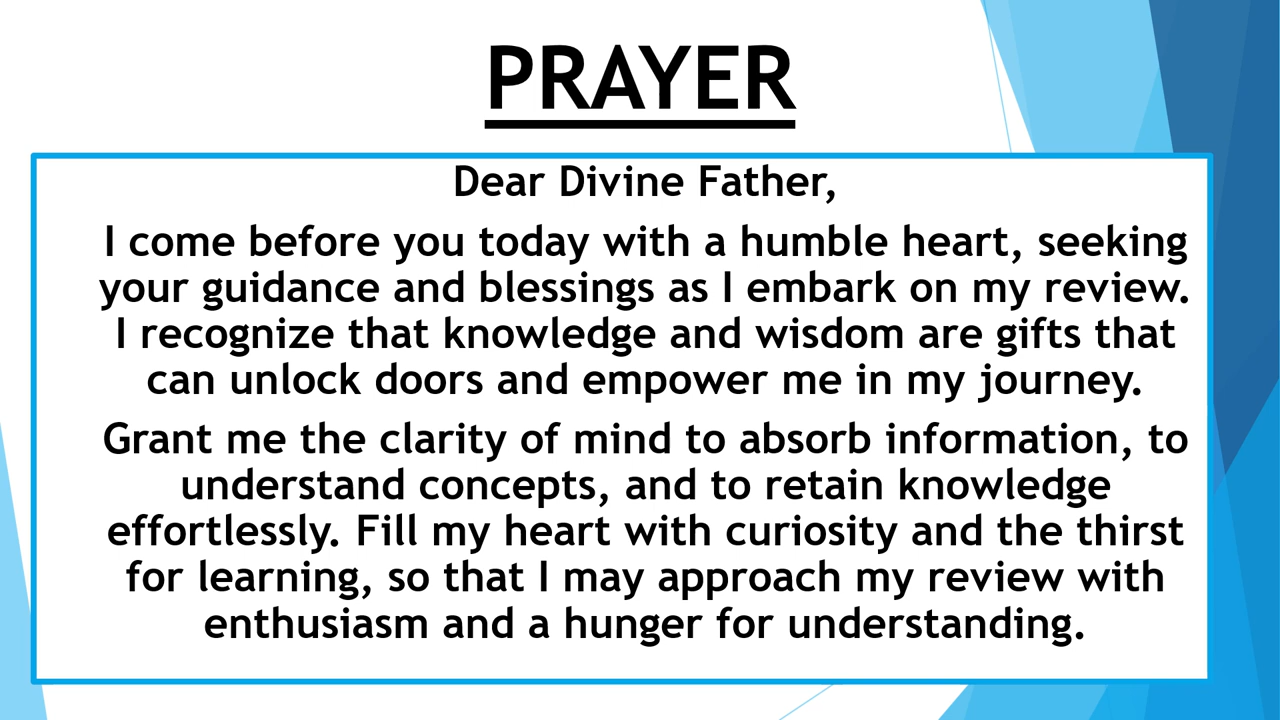 PRAYER
Dear Divine Father,
I come before you today with a humble heart, seeking
your guidance and blessings as I embark on my review.
I recognize that knowledge and wisdom are gifts that
can unlock doors and empower me in my journey.
Grant me the clarity of mind to absorb information, to
understand concepts, and to retain knowledge
effortlessly. Fill my heart with curiosity and the thirst
for learning, so that I may approach my review with
enthusiasm and a hunger for understanding.